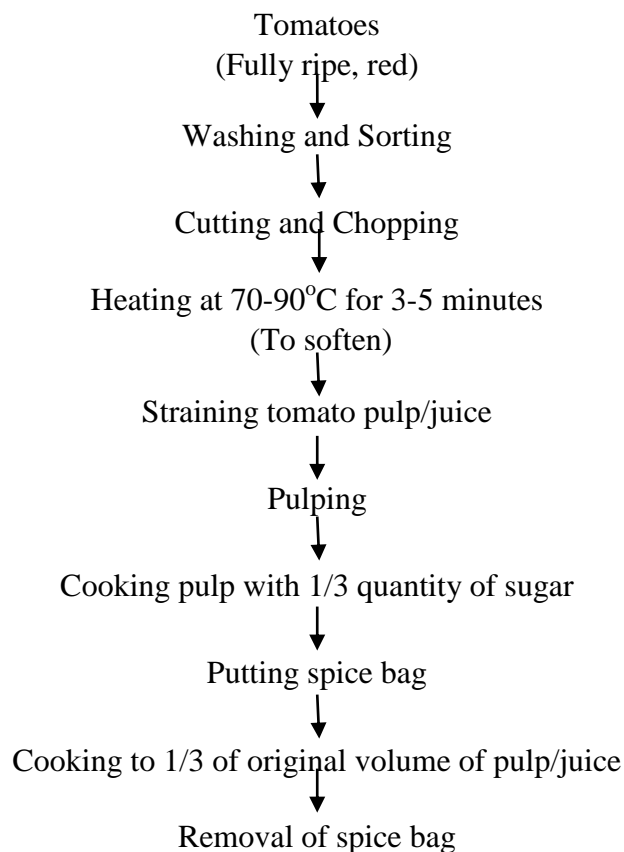 Tomatoes
(Fully ripe, red)
Washing and Sorting
Cutting and Chopping
Heating at 70-90°C for 3-5 minutes
(To soften)
Straining tomato pulp/juice
Pulping
Cooking pulp with 1/3 quantity of sugar
Putting spice bag
Cooking to 1/3 of original volume of pulp/juice
Removal of spice bag